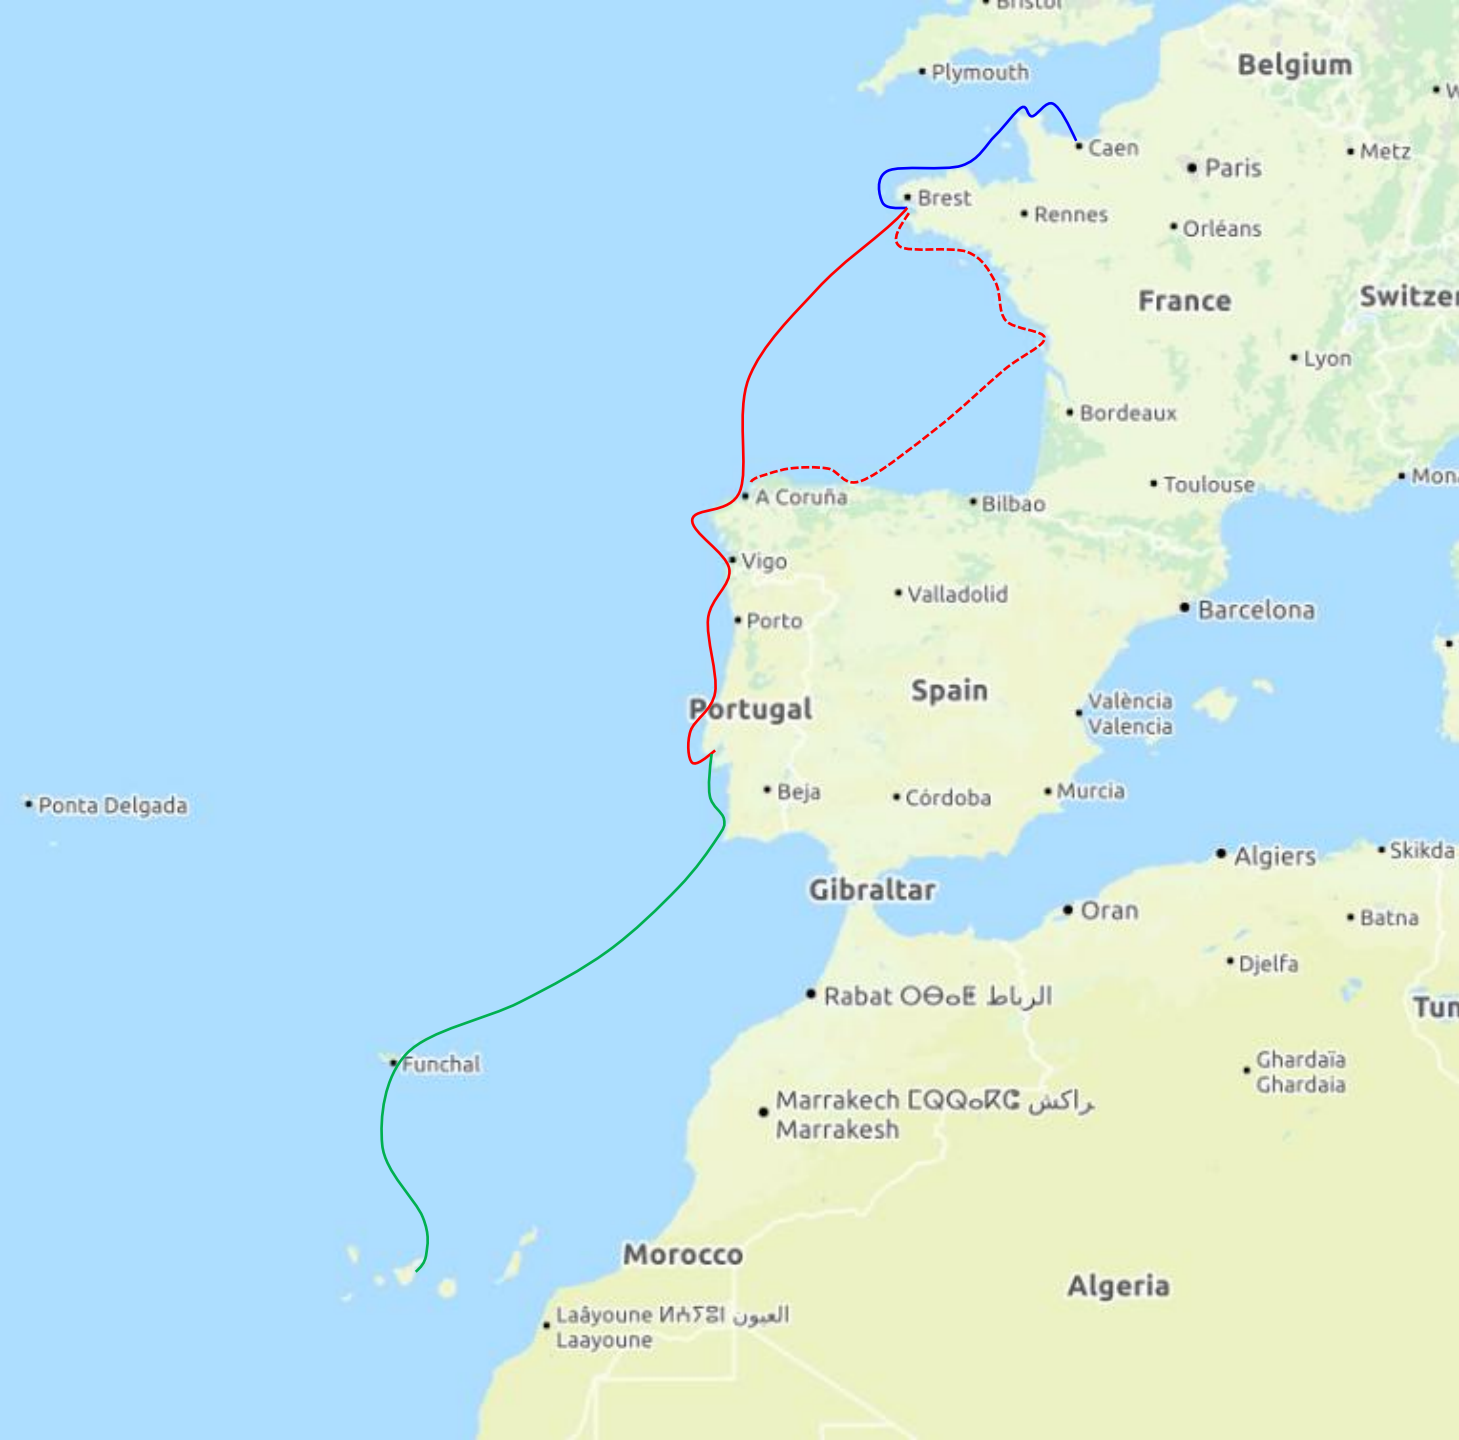 Bristol
Plymouth
Belgium
Caen
Paris
Metz
Brest
Rennes
Orléans
France
Lyon
Bordeaux
A Coruña
Bilbao
Toulouse
Vigo
Valladolid
Porto
Barcelona
Spain
Portugal
València
Valencia
Ponta Delgada
Beja
Córdoba
Murcia
Algiers
Skikda
Gibraltar
Oran
Batna
Djelfa
Rabat ⵔⴱⴰⵟ الرباط
Funchal
Ghardaïa
Ghardaia
Marrakech ⵎⵕⵕⴰⴽⵛ مراكش
Marrakesh
Morocco
Algeria
Laâyoune ⵍⵄⵢⵓⵏ العيون
Laayoune